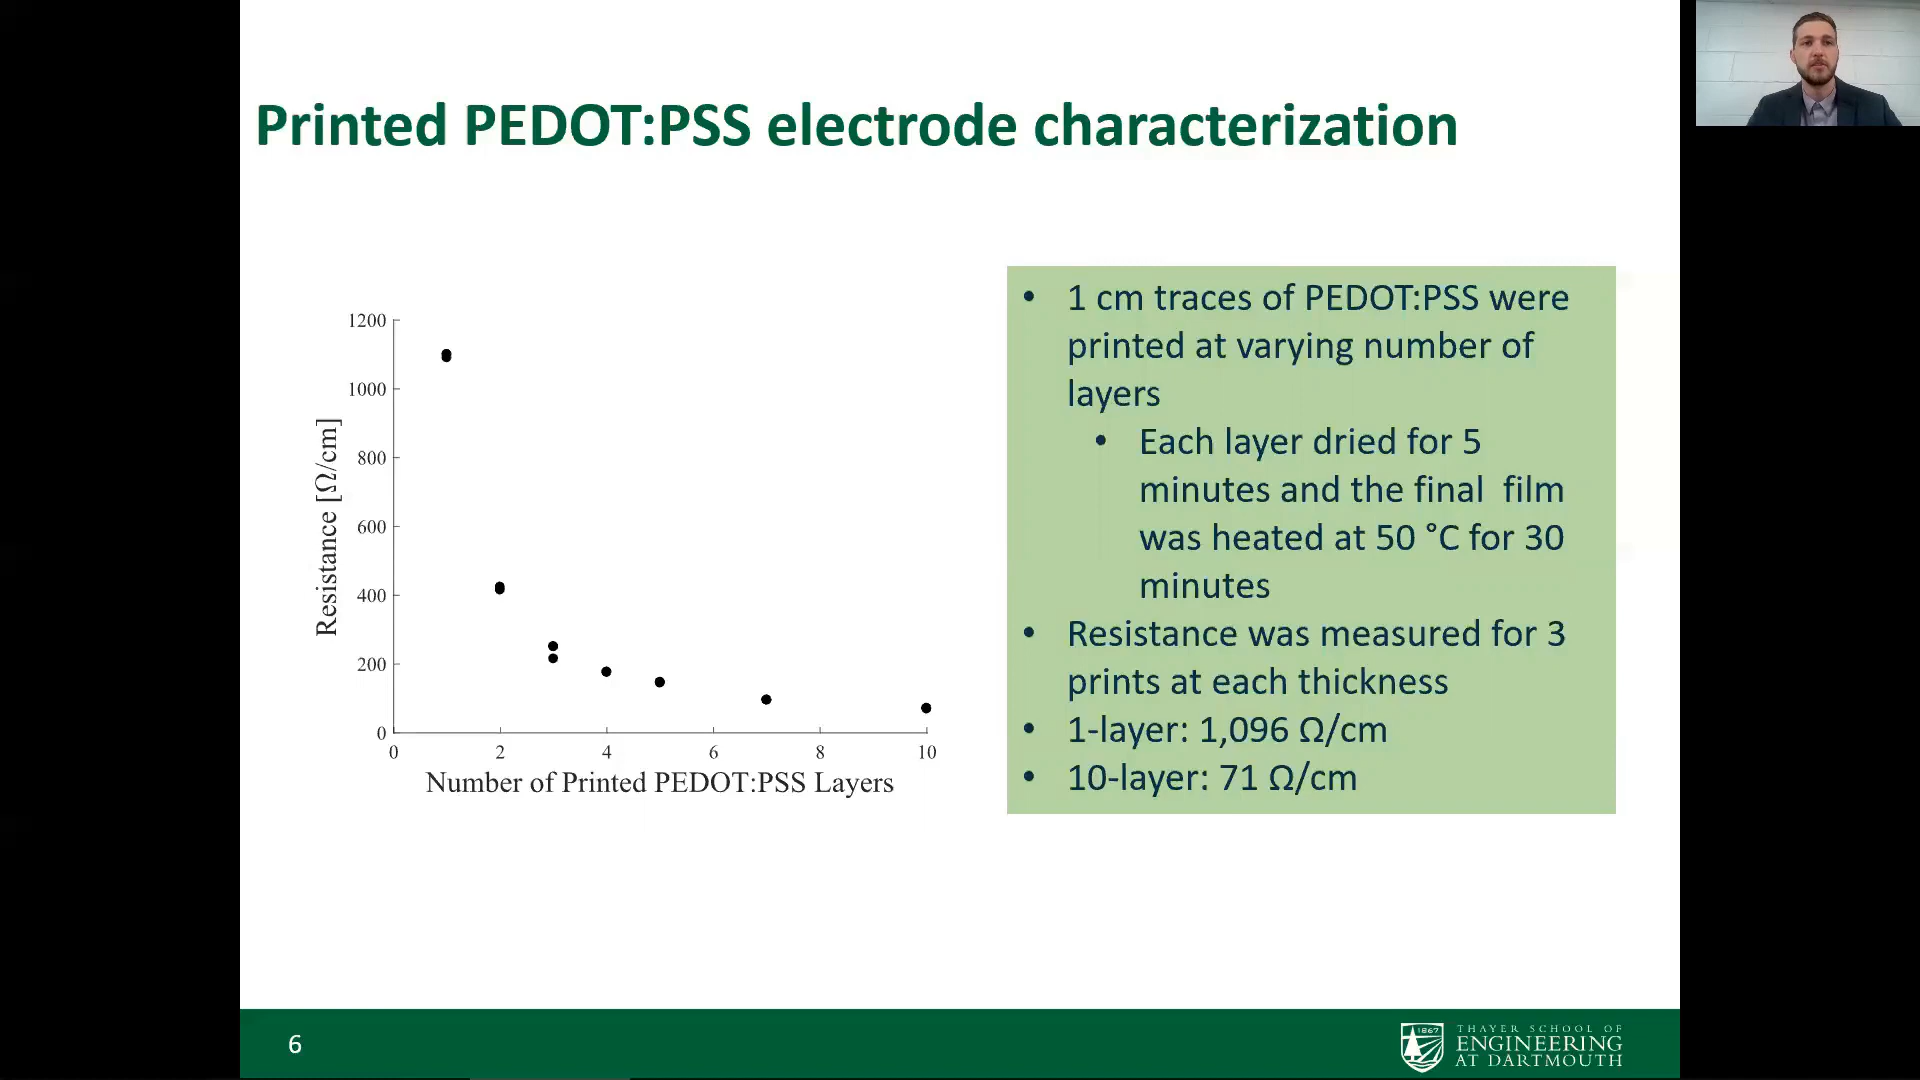 Printed PEDOT:PSS electrode characterization
1200
1000
800
600
400
200
0
Resistance [Ω/cm]
0 2 4 6 8 10
Number of Printed PEDOT:PSS Layers
• 1 cm traces of PEDOT:PSS were
printed at varying number of
layers
• Each layer dried for 5
minutes and the final film
was heated at 50 °C for 30
minutes
• Resistance was measured for 3
prints at each thickness
• 1-layer: 1,096 Ω/cm
• 10-layer: 71 Ω/cm
6
1867
THAYER SCHOOL OF
ENGINEERING
AT DARTMOUTH